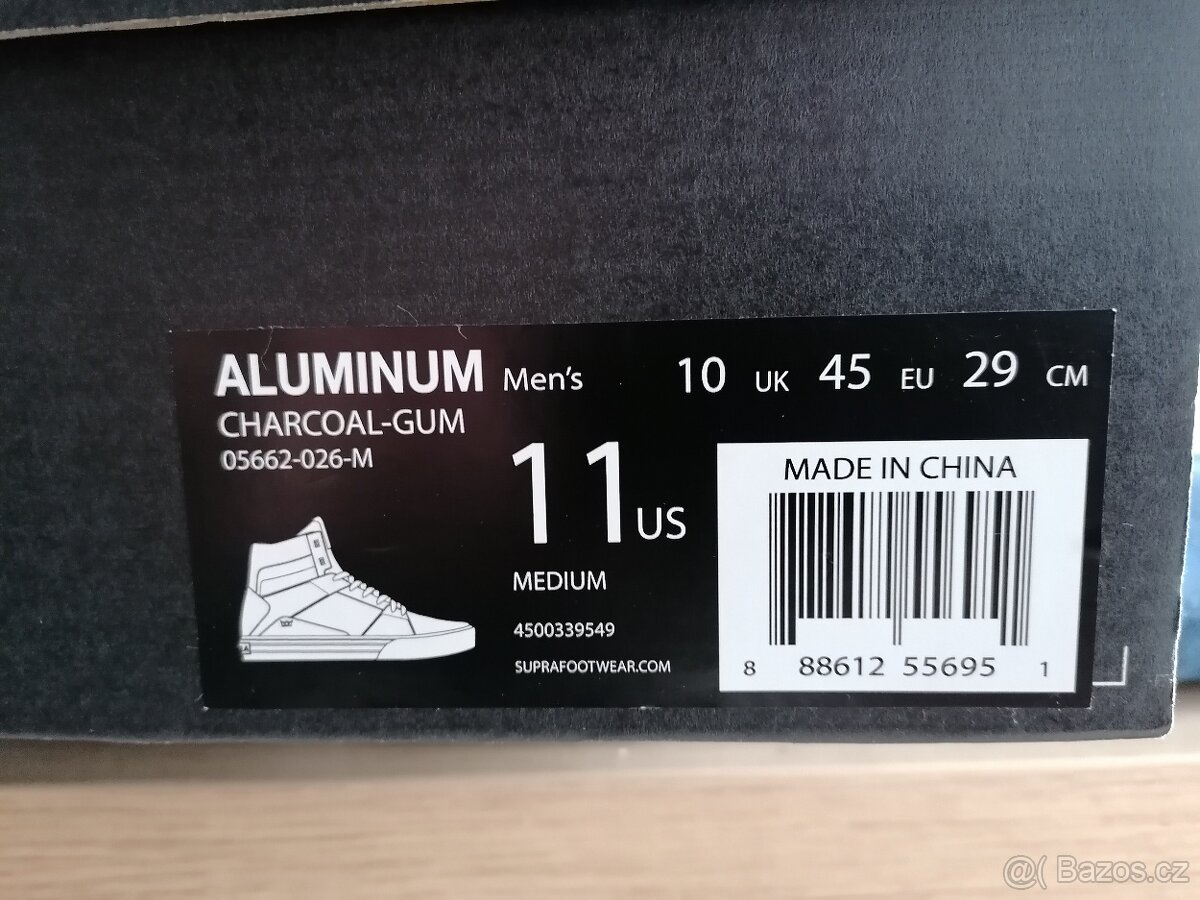 ALUMINUM Men's 10 UK 45 EU 29 CM
CHARCOAL-GUM
05662-026-M
11 US
MEDIUM
4500339549
SUPRAFOOTWEAR.COM
MADE IN CHINA
8 88612 55695 1
@( Bazos.cz